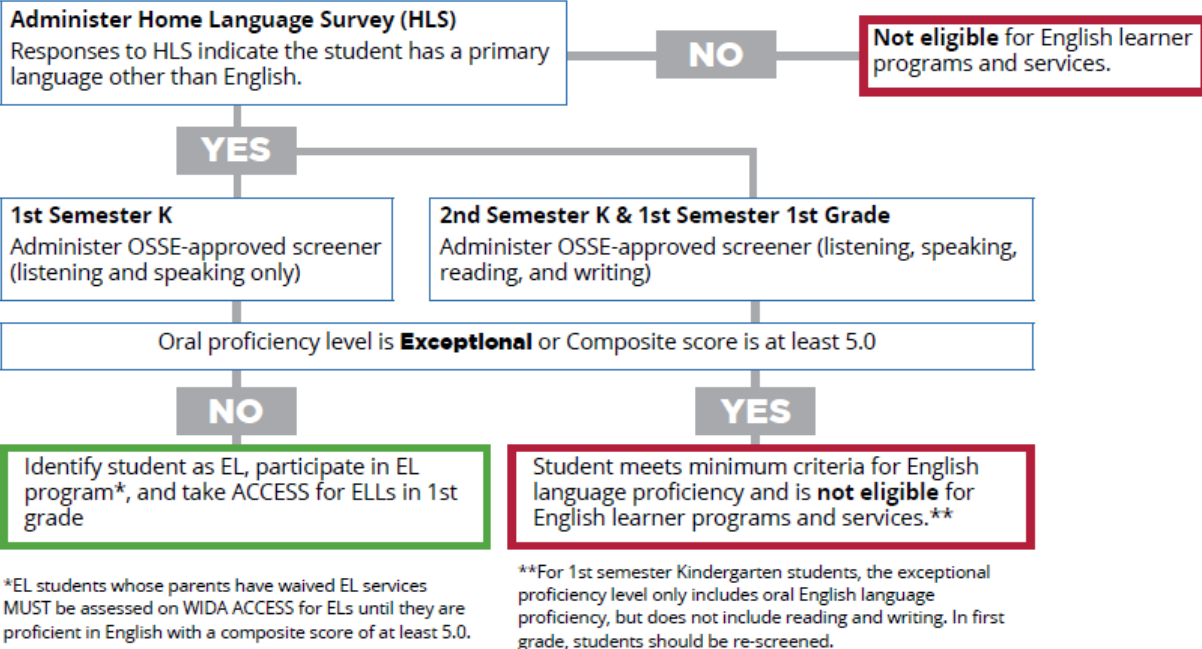 Administer Home Language Survey (HLS)
Responses to HLS indicate the student has a primary
language other than English.
NO
Not eligible for English learner
programs and services.
YES
1st Semester K
Administer OSSE-approved screener
(listening and speaking only)
2nd Semester K & 1st Semester 1st Grade
Administer OSSE-approved screener (listening, speaking,
reading, and writing)
Oral proficiency level is Exceptional or Composite score is at least 5.0
NO
YES
Identify student as EL, participate in EL
program*, and take ACCESS for ELLs in 1st
grade
Student meets minimum criteria for English
language proficiency and is not eligible for
English learner programs and services.**
*EL students whose parents have waived EL services
MUST be assessed on WIDA ACCESS for ELs until they are
proficient in English with a composite score of at least 5.0.
**For 1st semester Kindergarten students, the exceptional
proficiency level only includes oral English language
proficiency, but does not include reading and writing. In first
grade, students should be re-screened.